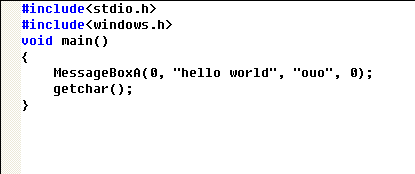 #include<stdio.h>
#include<windows.h>
void main()
{
    MessageBoxA(0, "hello world", "ouo", 0);
    getchar();
}